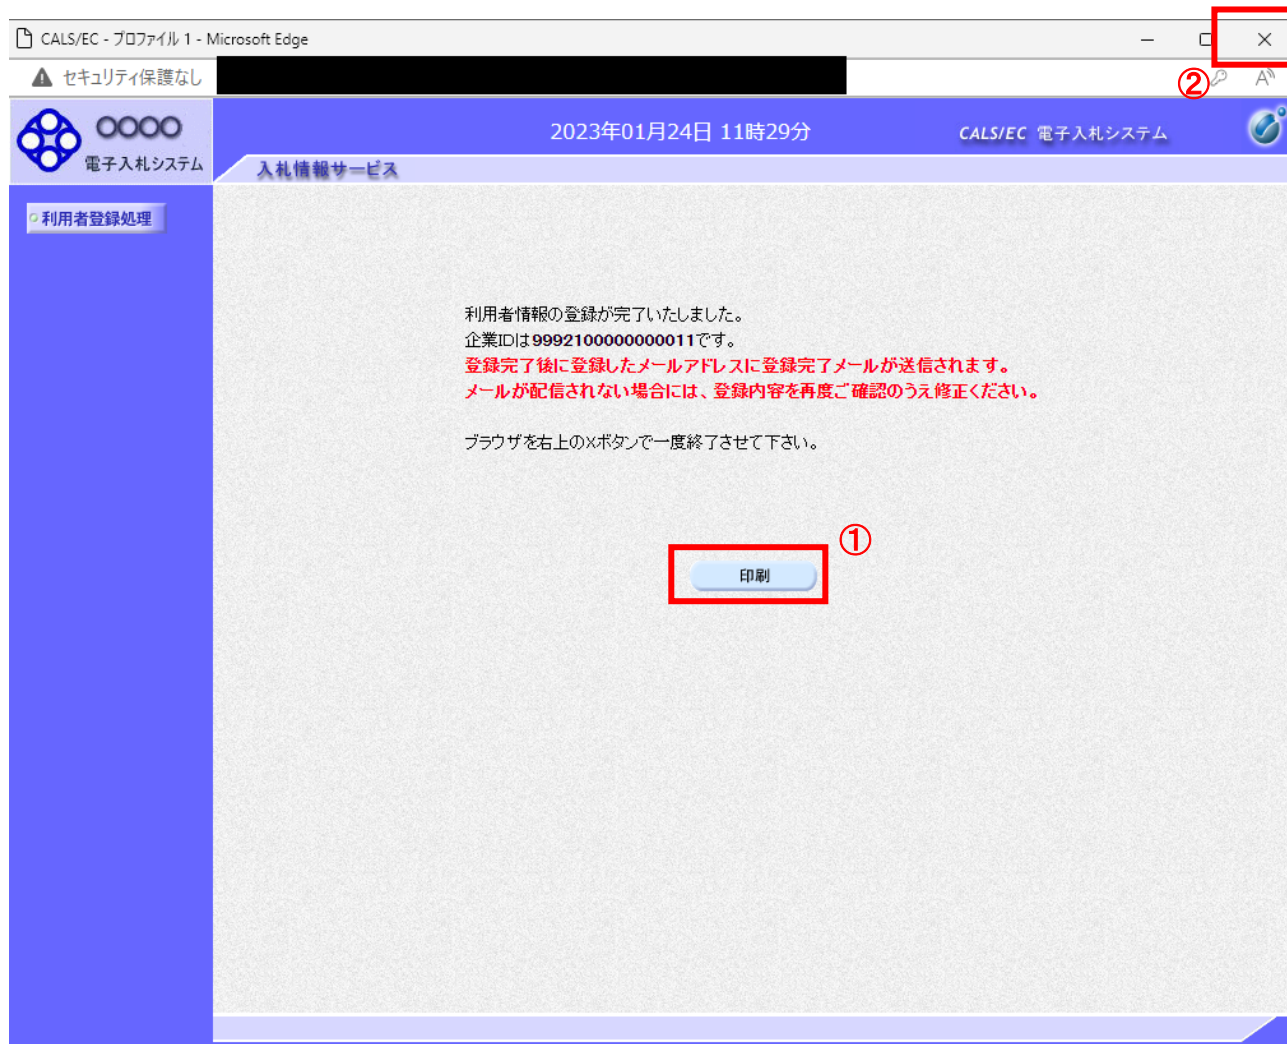 CALS/EC - プロファイル 1 - Microsoft Edge
セキュリティ保護なし
②
A
〇〇〇〇
電子入札システム
2023年01月24日 11時29分
CALS/EC 電子入札システム
入札情報サービス
利用者登録処理
利用者情報の登録が完了いたしました。
企業IDは9992100000000011です。
登録完了後に登録したメールアドレスに登録完了メールが送信されます。
メールが配信されない場合には、登録内容を再度ご確認のうえ修正ください。
ブラウザを右上のXボタンで一度終了させて下さい。
①
印刷